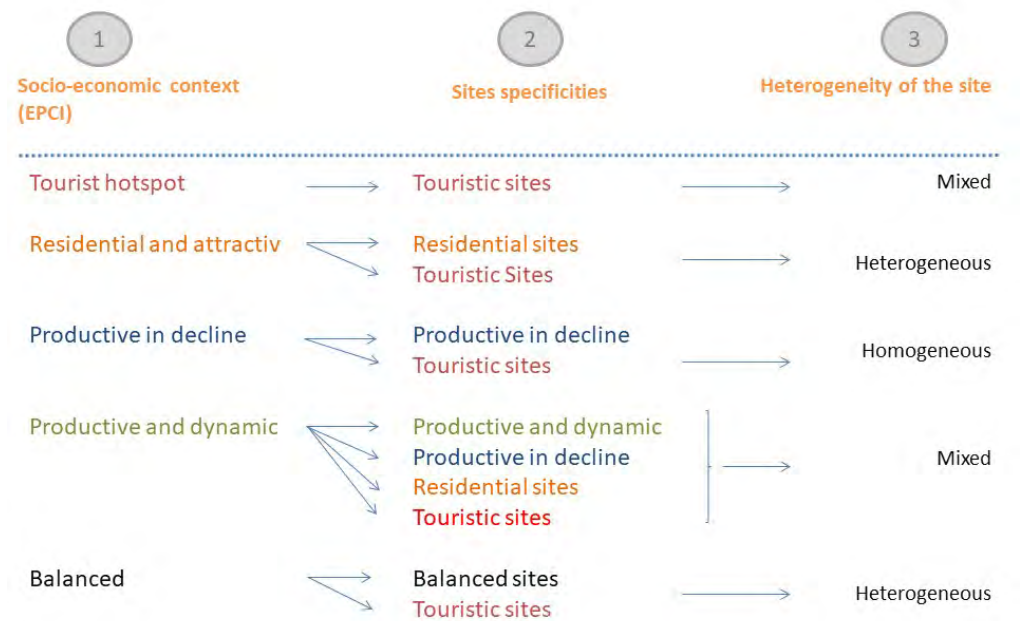 1
2
3
Socio-economic context
(EPCI)
Sites specificities
Heterogeneity of the site
Tourist hotspot
Touristic sites
Mixed
Residential and attractiv
Residential sites
Touristic Sites
Heterogeneous
Productive in decline
Productive in decline
Touristic sites
Homogeneous
Productive and dynamic
Productive and dynamic
Productive in decline
Residential sites
Touristic sites
Mixed
Balanced
Balanced sites
Touristic sites
Heterogeneous